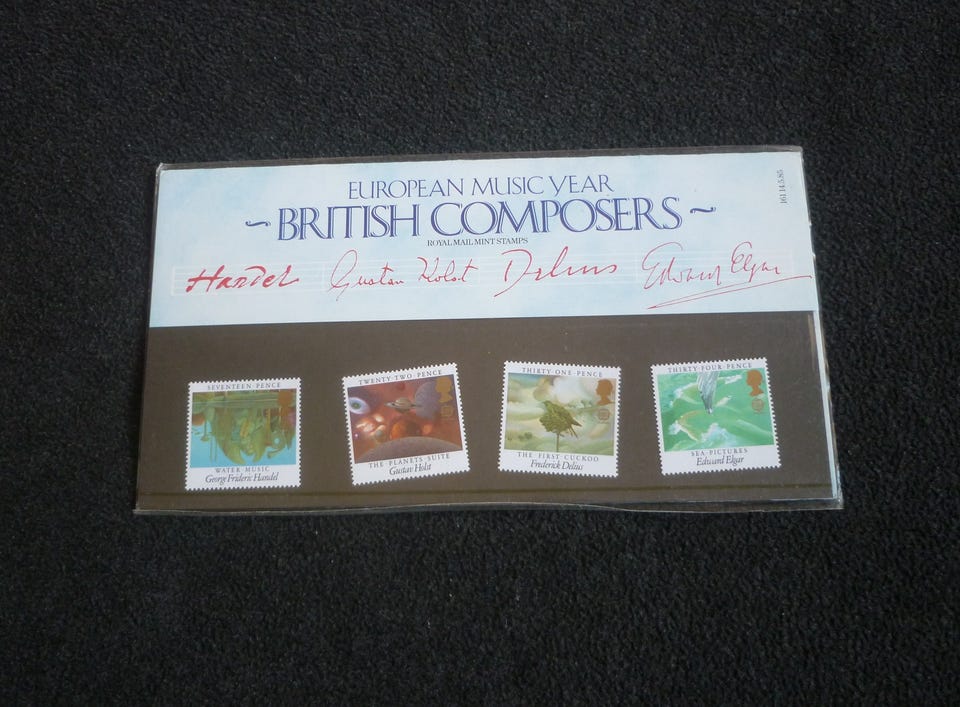 EUROPEAN MUSIC YEAR
~BRITISH COMPOSERS~
ROYAL MAIL MINT STAMPS
161 14.5.85
Handel Gustav Holst Delius Edward Elgar
SEVENTEEN·PENCE
WATER·MUSIC
George Frideric Handel
TWENTY·TWO·PENCE
THE PLANETS SUITE
Gustav Holst
THIRTY·ONE·PENCE
THE FIRST CUCKOO
Frederick Delius
THIRTY·FOUR·PENCE
SEA·PICTURES
Edward Elgar